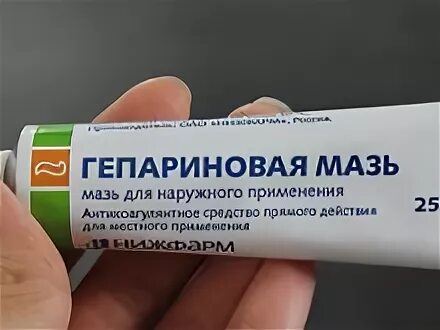 ГЕПАРИНОВАЯ МАЗЬ
мазь для наружного применения
Антикоагулянтное средство прямого действия
для местного применения
25
НИЖФАРМ